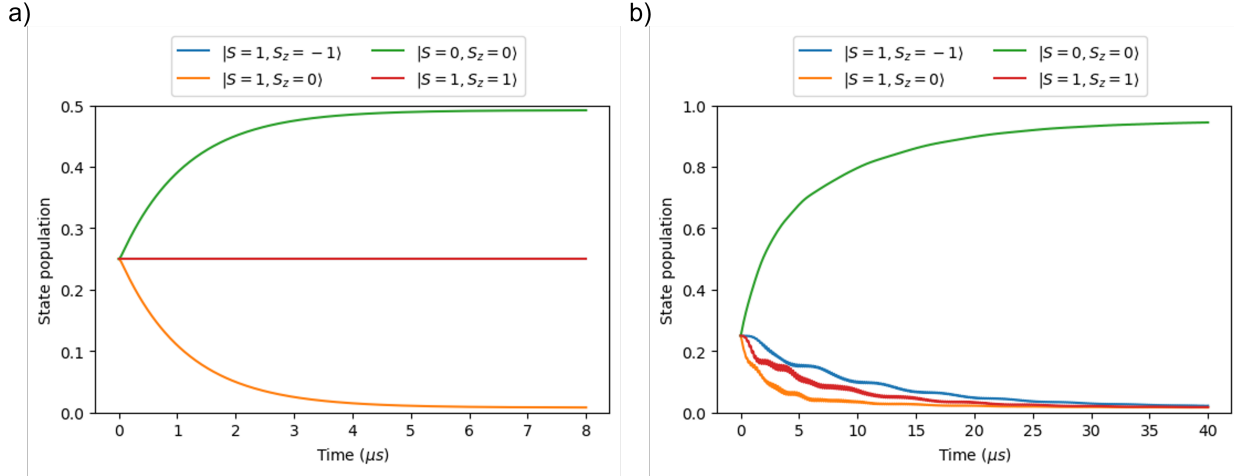 a)
|S = 1, S_z = −1⟩ |S = 0, S_z = 0⟩
|S = 1, S_z = 0⟩ |S = 1, S_z = 1⟩
0.5
0.4
0.3
0.2
0.1
0.0
State population
0 1 2 3 4 5 6 7 8
Time (μs)
b)
|S = 1, S_z = −1⟩ |S = 0, S_z = 0⟩
|S = 1, S_z = 0⟩ |S = 1, S_z = 1⟩
1.0
0.8
0.6
0.4
0.2
0.0
State population
0 5 10 15 20 25 30 35 40
Time (μs)